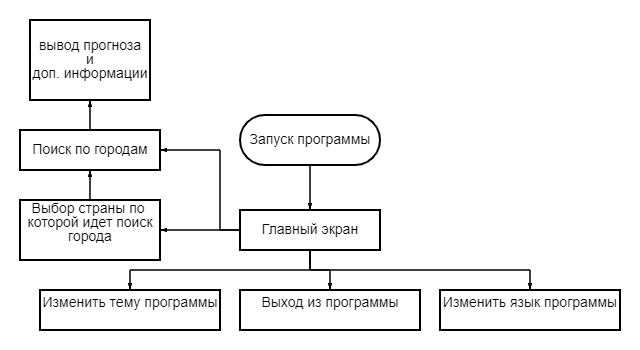 вывод прогноза
и
доп. информации
Запуск программы
Поиск по городам
Выбор страны по
которой идет поиск
города
Главный экран
Изменить тему программы
Выход из программы
Изменить язык программы